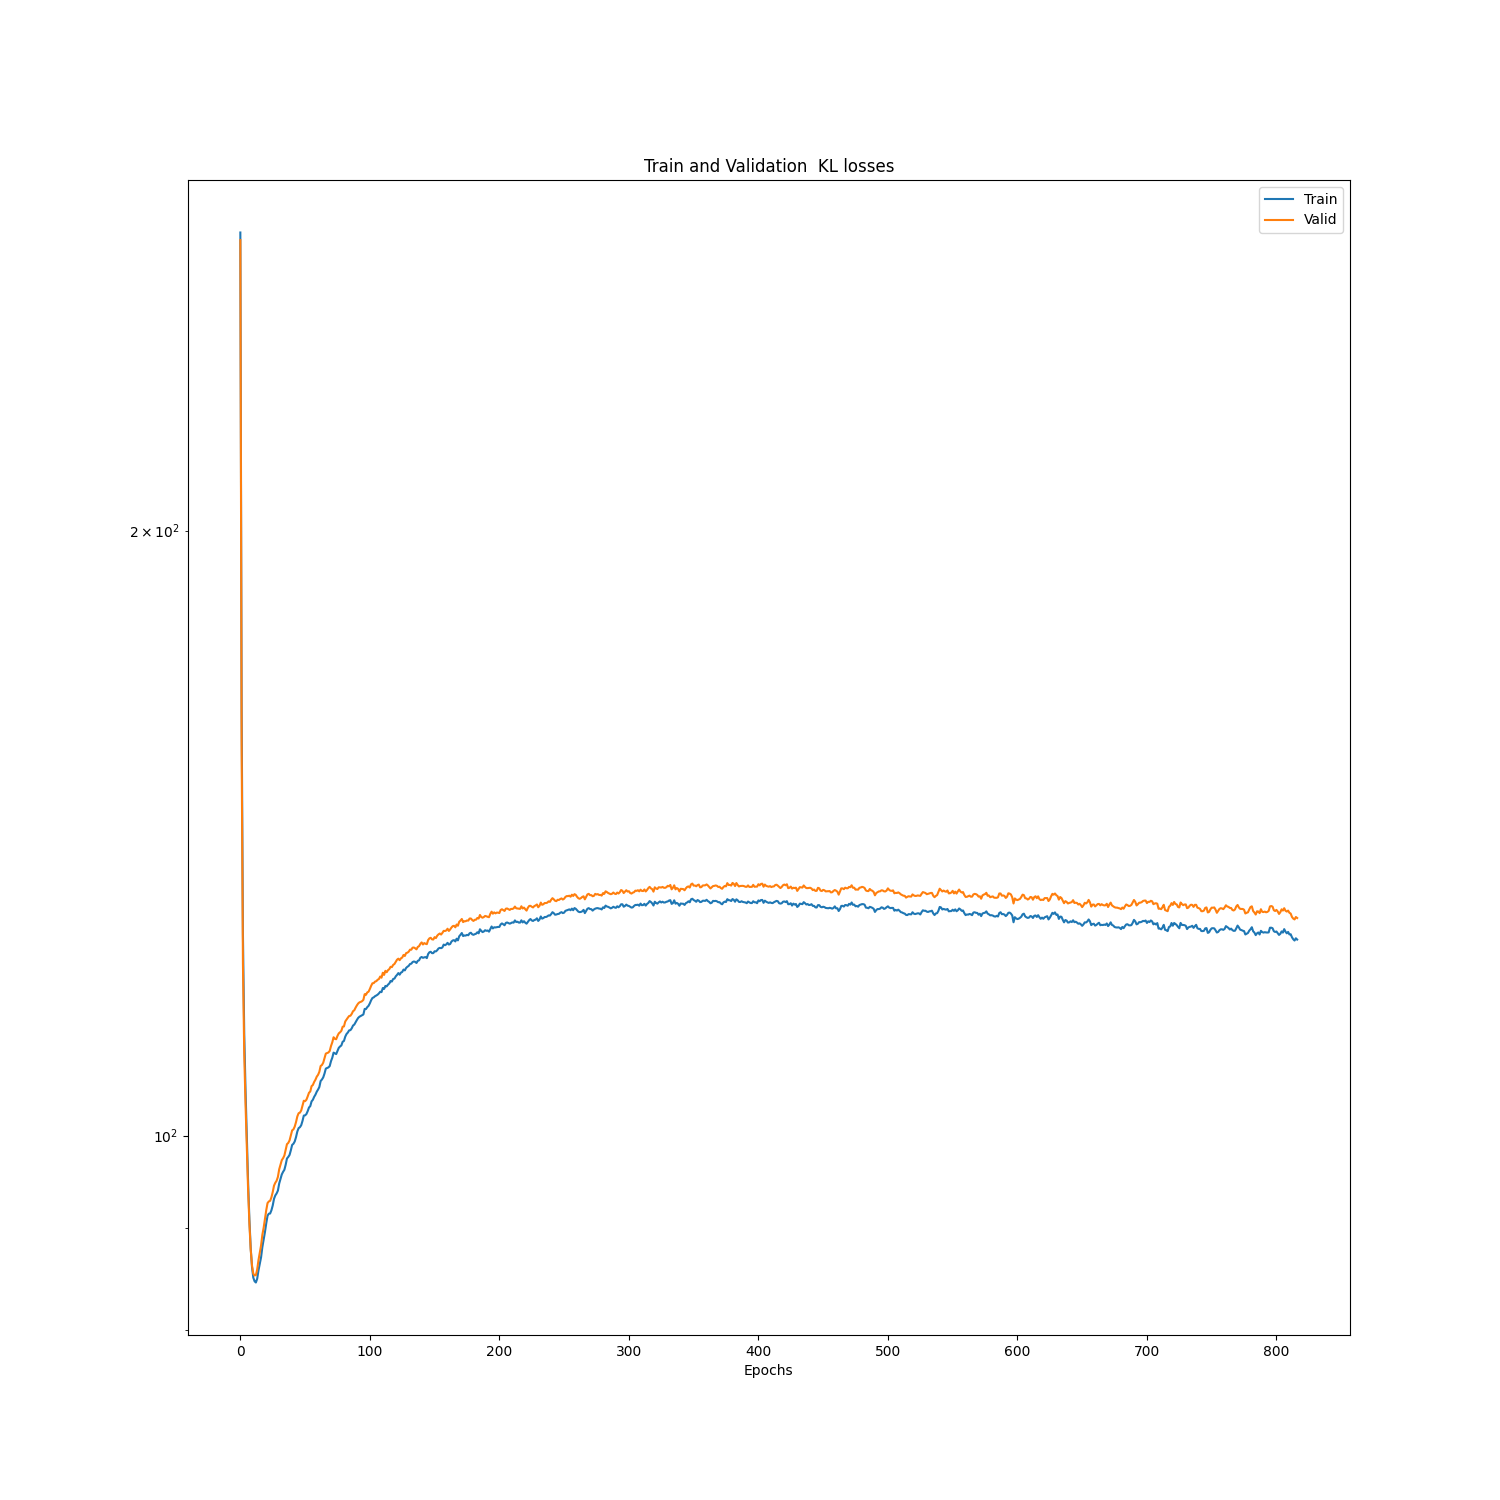 Train and Validation  KL losses
Train
Valid
2 × 10²
10²
0 100 200 300 400 500 600 700 800
Epochs